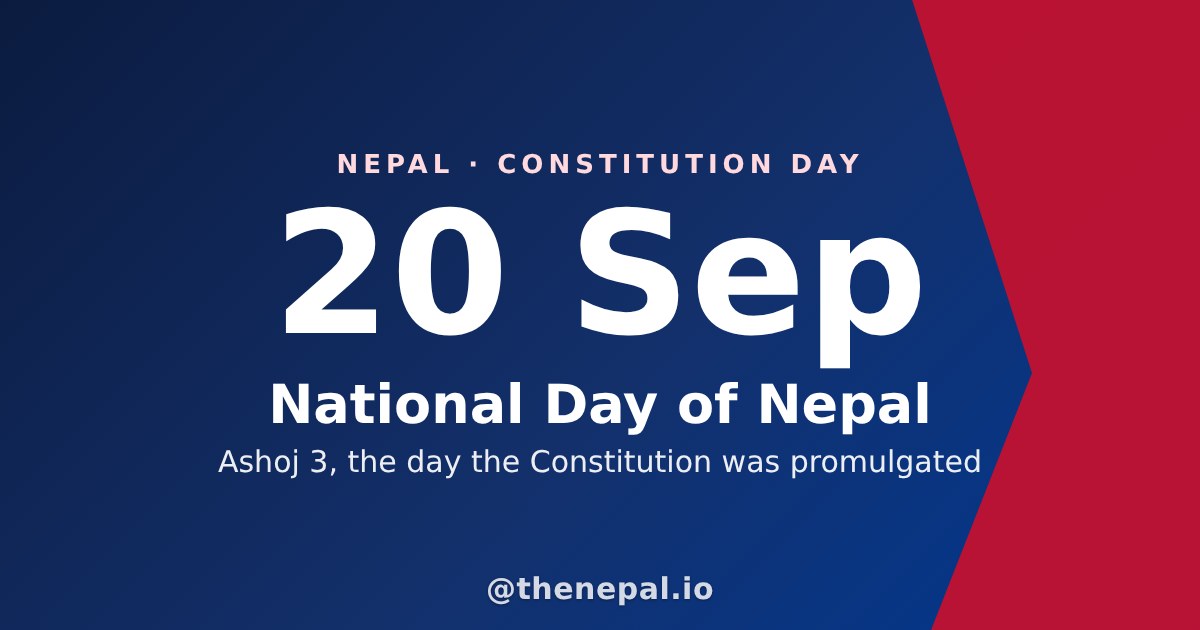 NEPAL · CONSTITUTION DAY
20 Sep
National Day of Nepal
Ashoj 3, the day the Constitution was promulgated
@thenepal.io